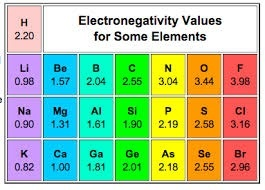 H
2.20
Electronegativity Values
for Some Elements
Li Be B C N O F
0.98 1.57 2.04 2.55 3.04 3.44 3.98
Na Mg Al Si P S Cl
0.90 1.31 1.61 1.90 2.19 2.58 3.16
K Ca Ga Ge As Se Br
0.82 1.00 1.81 2.01 2.18 2.55 2.96